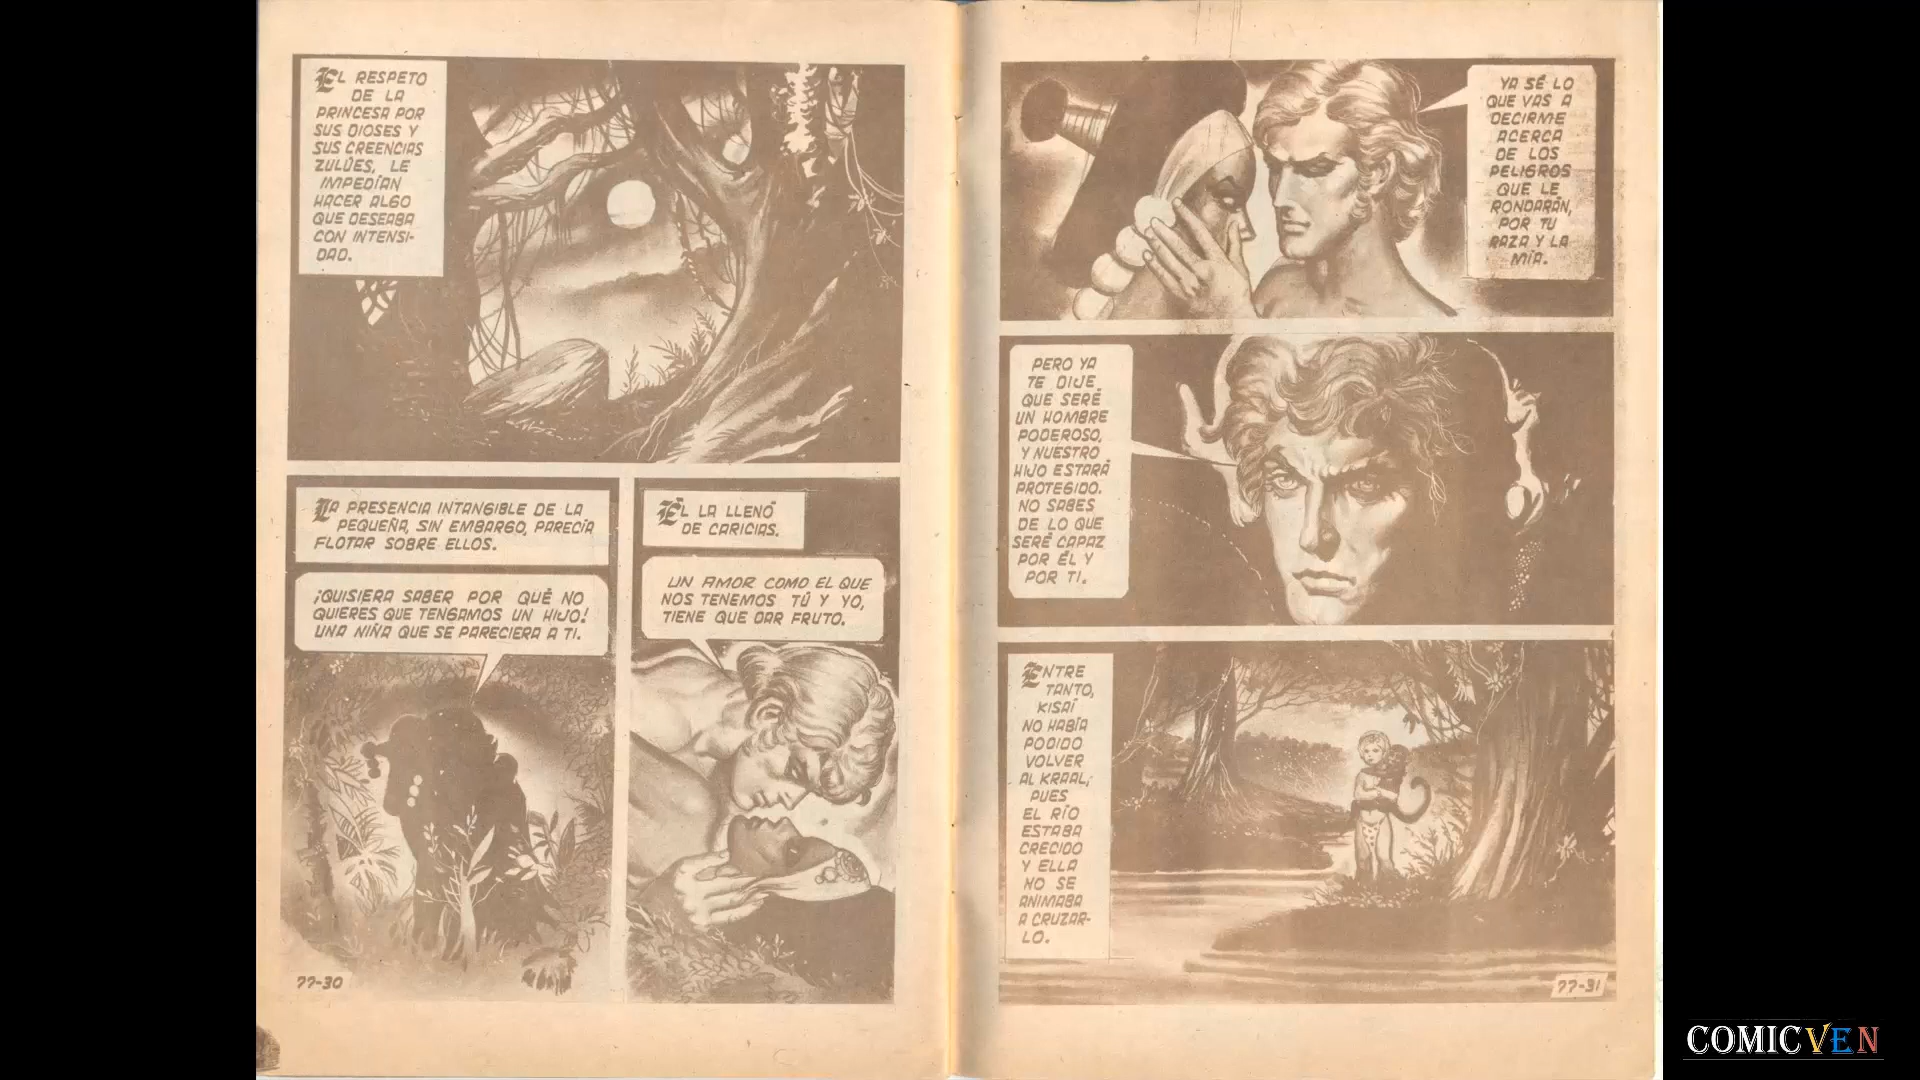 EL RESPETO
DE LA
PRINCESA POR
SUS DIOSES Y
SUS CREENCIAS
ZULÚES, LE
IMPEDÍAN
HACER ALGO
QUE DESEABA
CON INTENSI-
DAD.
LA PRESENCIA INTANGIBLE DE LA
PEQUEÑA, SIN EMBARGO, PARECÍA
FLOTAR SOBRE ELLOS.
¡QUISIERA SABER POR QUÉ NO
QUIERES QUE TENGAMOS UN HIJO!
UNA NIÑA QUE SE PARECIERA A TI.
ÉL LA LLENÓ
DE CARICIAS.
UN AMOR COMO EL QUE
NOS TENEMOS TÚ Y YO,
TIENE QUE DAR FRUTO.
77-30
YA SÉ LO
QUE VAS A
DECIRME
ACERCA
DE LOS
PELIGROS
QUE LE
RONDARÁN,
POR TU
RAZA Y LA
MÍA.
PERO YA
TE DIJE
QUE SERÉ
UN HOMBRE
PODEROSO,
Y NUESTRO
HIJO ESTARÁ
PROTEGIDO.
NO SABES
DE LO QUE
SERÉ CAPAZ
POR ÉL Y
POR TI.
ENTRE
TANTO,
KISAÍ
NO HABÍA
PODIDO
VOLVER
AL KRAAL;
PUES
EL RÍO
ESTABA
CRECIDO
Y ELLA
NO SE
ANIMABA
A CRUZAR-
LO.
77-31
COMICVEN